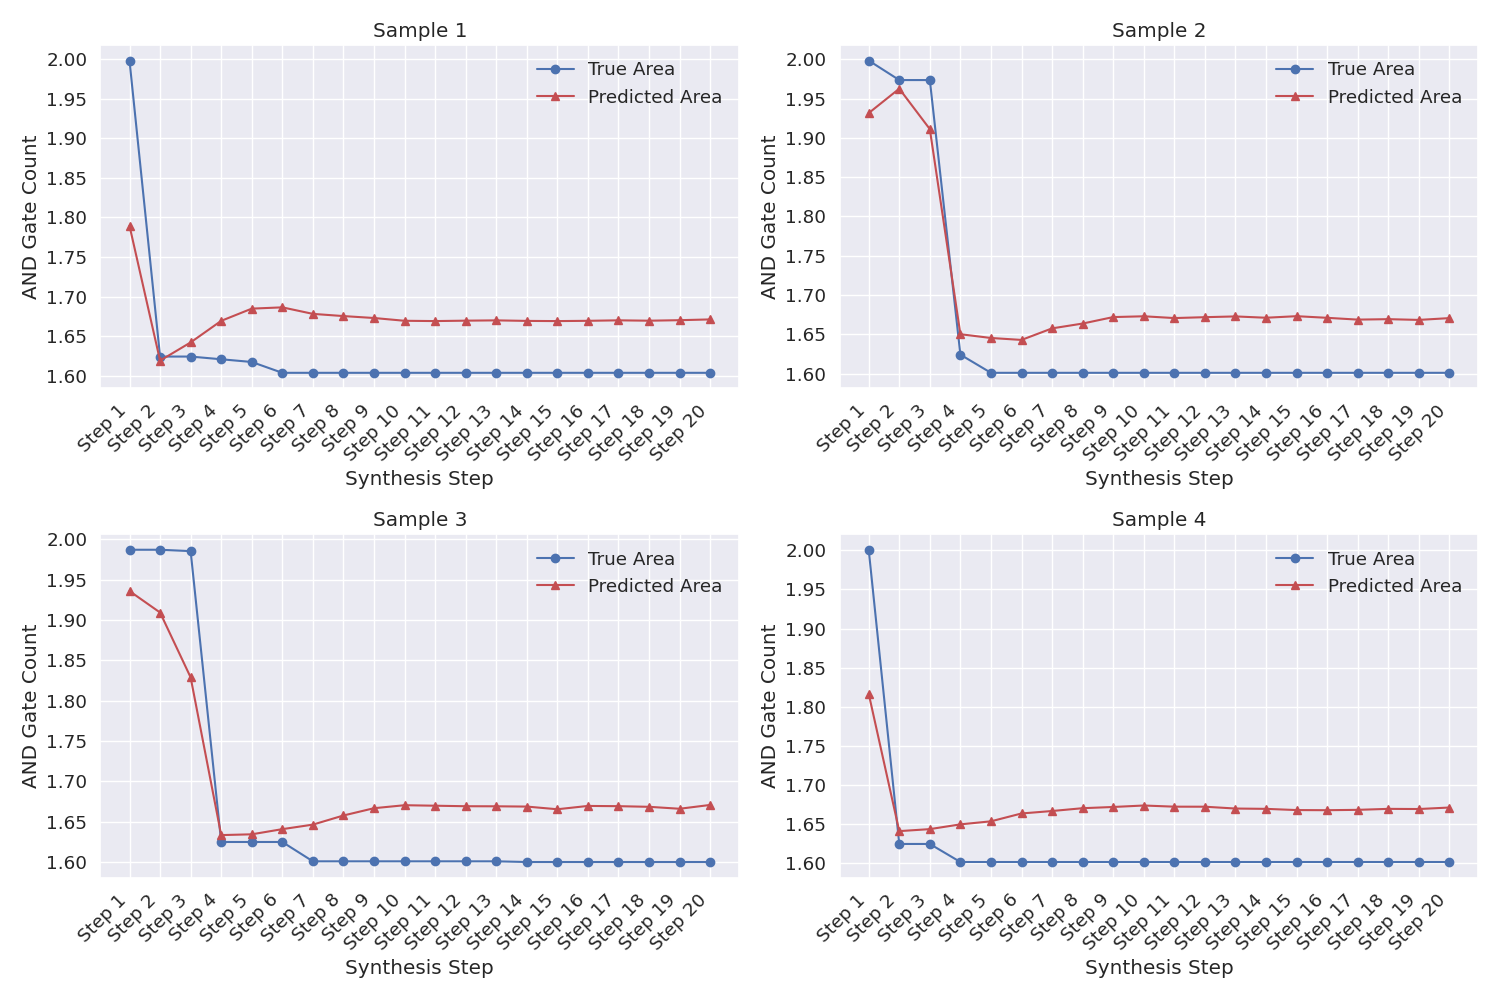 Sample 1
2.00
1.95
1.90
1.85
1.80
1.75
1.70
1.65
1.60
AND Gate Count
True Area
Predicted Area
Step 1
Step 2
Step 3
Step 4
Step 5
Step 6
Step 7
Step 8
Step 9
Step 10
Step 11
Step 12
Step 13
Step 14
Step 15
Step 16
Step 17
Step 18
Step 19
Step 20
Synthesis Step
Sample 2
2.00
1.95
1.90
1.85
1.80
1.75
1.70
1.65
1.60
AND Gate Count
True Area
Predicted Area
Step 1
Step 2
Step 3
Step 4
Step 5
Step 6
Step 7
Step 8
Step 9
Step 10
Step 11
Step 12
Step 13
Step 14
Step 15
Step 16
Step 17
Step 18
Step 19
Step 20
Synthesis Step
Sample 3
2.00
1.95
1.90
1.85
1.80
1.75
1.70
1.65
1.60
AND Gate Count
True Area
Predicted Area
Step 1
Step 2
Step 3
Step 4
Step 5
Step 6
Step 7
Step 8
Step 9
Step 10
Step 11
Step 12
Step 13
Step 14
Step 15
Step 16
Step 17
Step 18
Step 19
Step 20
Synthesis Step
Sample 4
2.00
1.95
1.90
1.85
1.80
1.75
1.70
1.65
1.60
AND Gate Count
True Area
Predicted Area
Step 1
Step 2
Step 3
Step 4
Step 5
Step 6
Step 7
Step 8
Step 9
Step 10
Step 11
Step 12
Step 13
Step 14
Step 15
Step 16
Step 17
Step 18
Step 19
Step 20
Synthesis Step